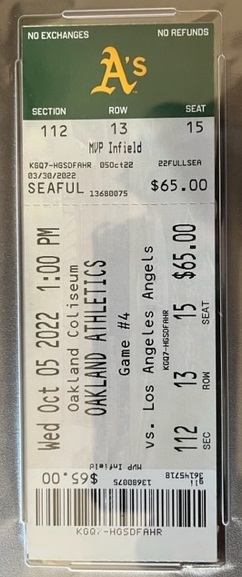 NO EXCHANGES NO REFUNDS
A's
SECTION ROW SEAT
112 13 15
MVP Infield
KGQ7-HGSDFAHR 05Oct22 22FULLSEA
03/30/2022
SEAFUL 13680075 $65.00
Wed Oct 05 2022 1:00 PM
Oakland Coliseum
OAKLAND ATHLETICS
Game #4
vs. Los Angeles Angels
KGQ7-HGSDFAHR
112 13 15 $65.00
SEC ROW SEAT
MVP Infield
$65.00
13680075
36145718
KGQ7-HGSDFAHR